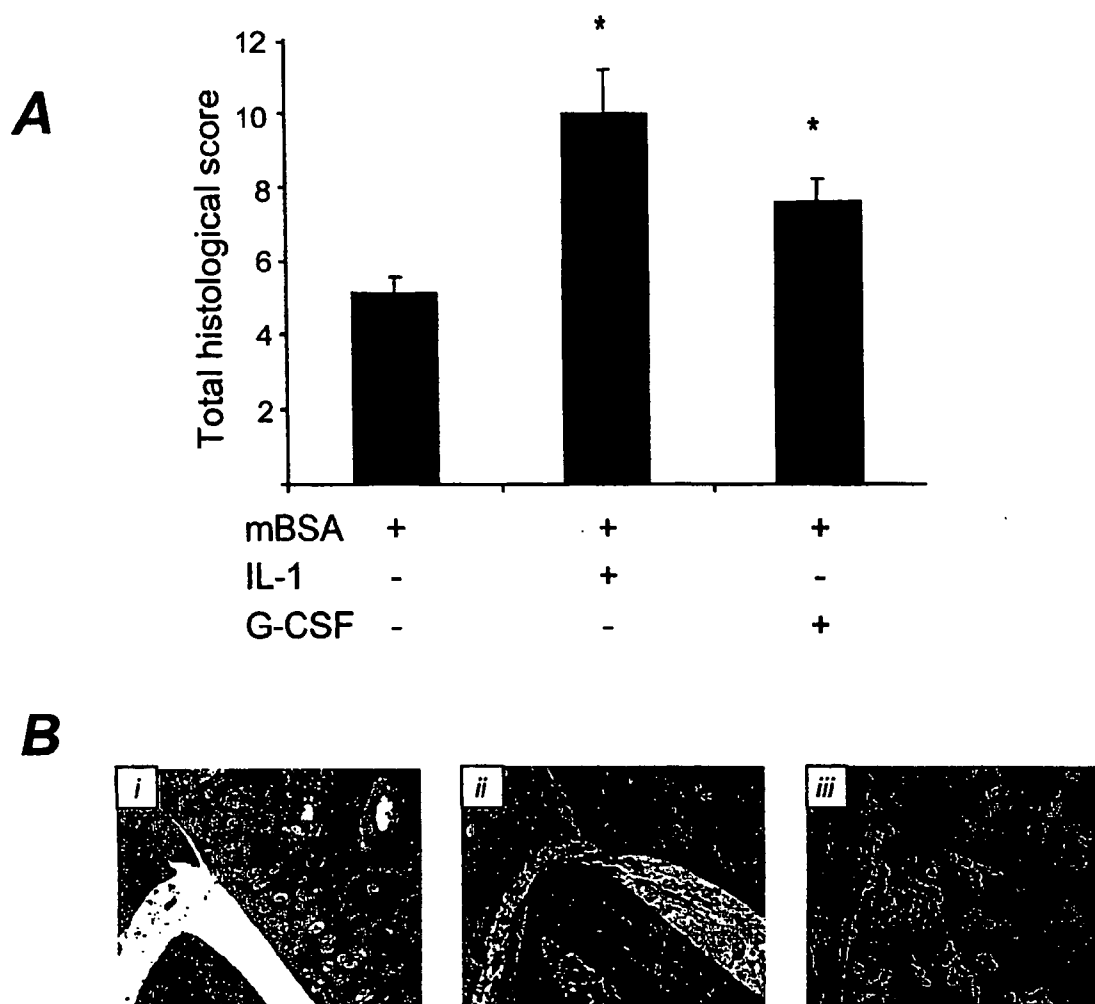 A
Total histological score
12
10
8
6
4
2
*
*
mBSA + + +
IL-1 - + -
G-CSF - - +
B
i ii iii